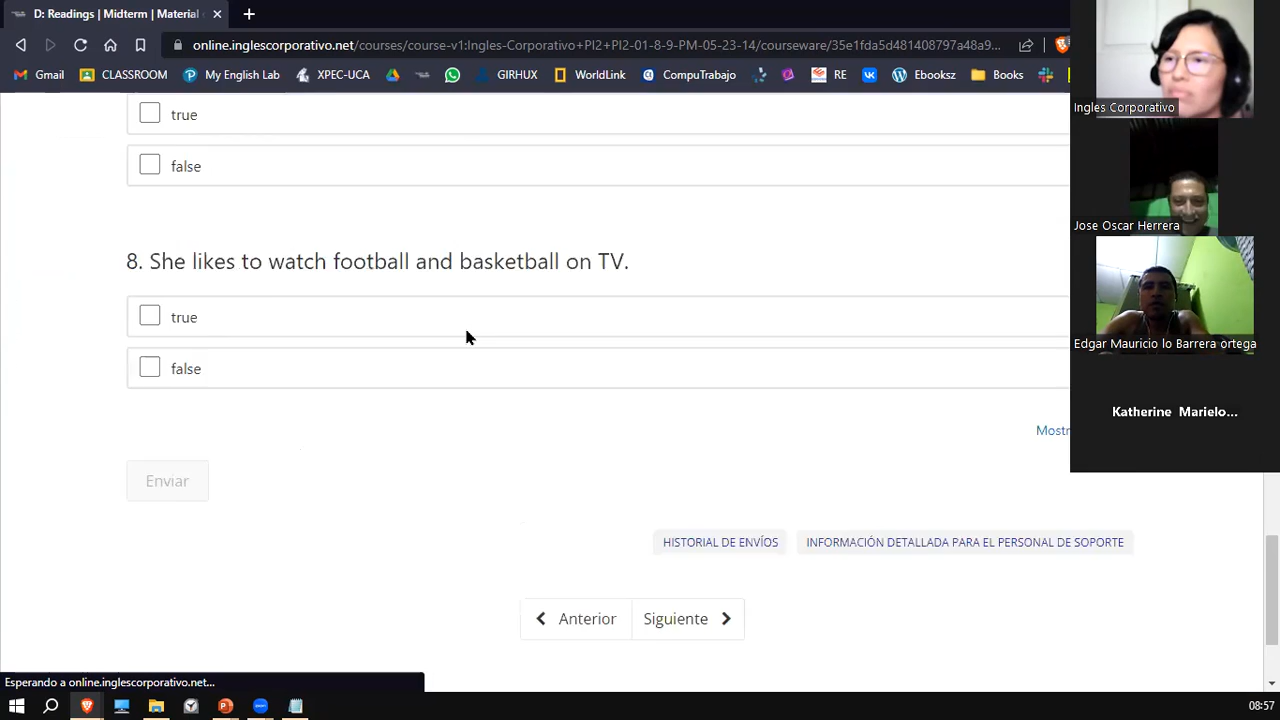 D: Readings | Midterm | Material
online.inglescorporativo.net/courses/course-v1:Ingles-Corporativo+PI2+PI2-01-8-9-PM-05-23-14/courseware/35e1fda5d481408797a48a9...
Gmail CLASSROOM My English Lab XPEC-UCA GIRHUX WorldLink CompuTrabajo RE Ebooksz Books
Ingles Corporativo
true
false
Jose Oscar Herrera
8. She likes to watch football and basketball on TV.
true
Edgar Mauricio lo Barrera ortega
false
Katherine Marielo...
Mostr
Enviar
HISTORIAL DE ENVÍOS INFORMACIÓN DETALLADA PARA EL PERSONAL DE SOPORTE
Anterior Siguiente
Esperando a online.inglescorporativo.net...
08:57